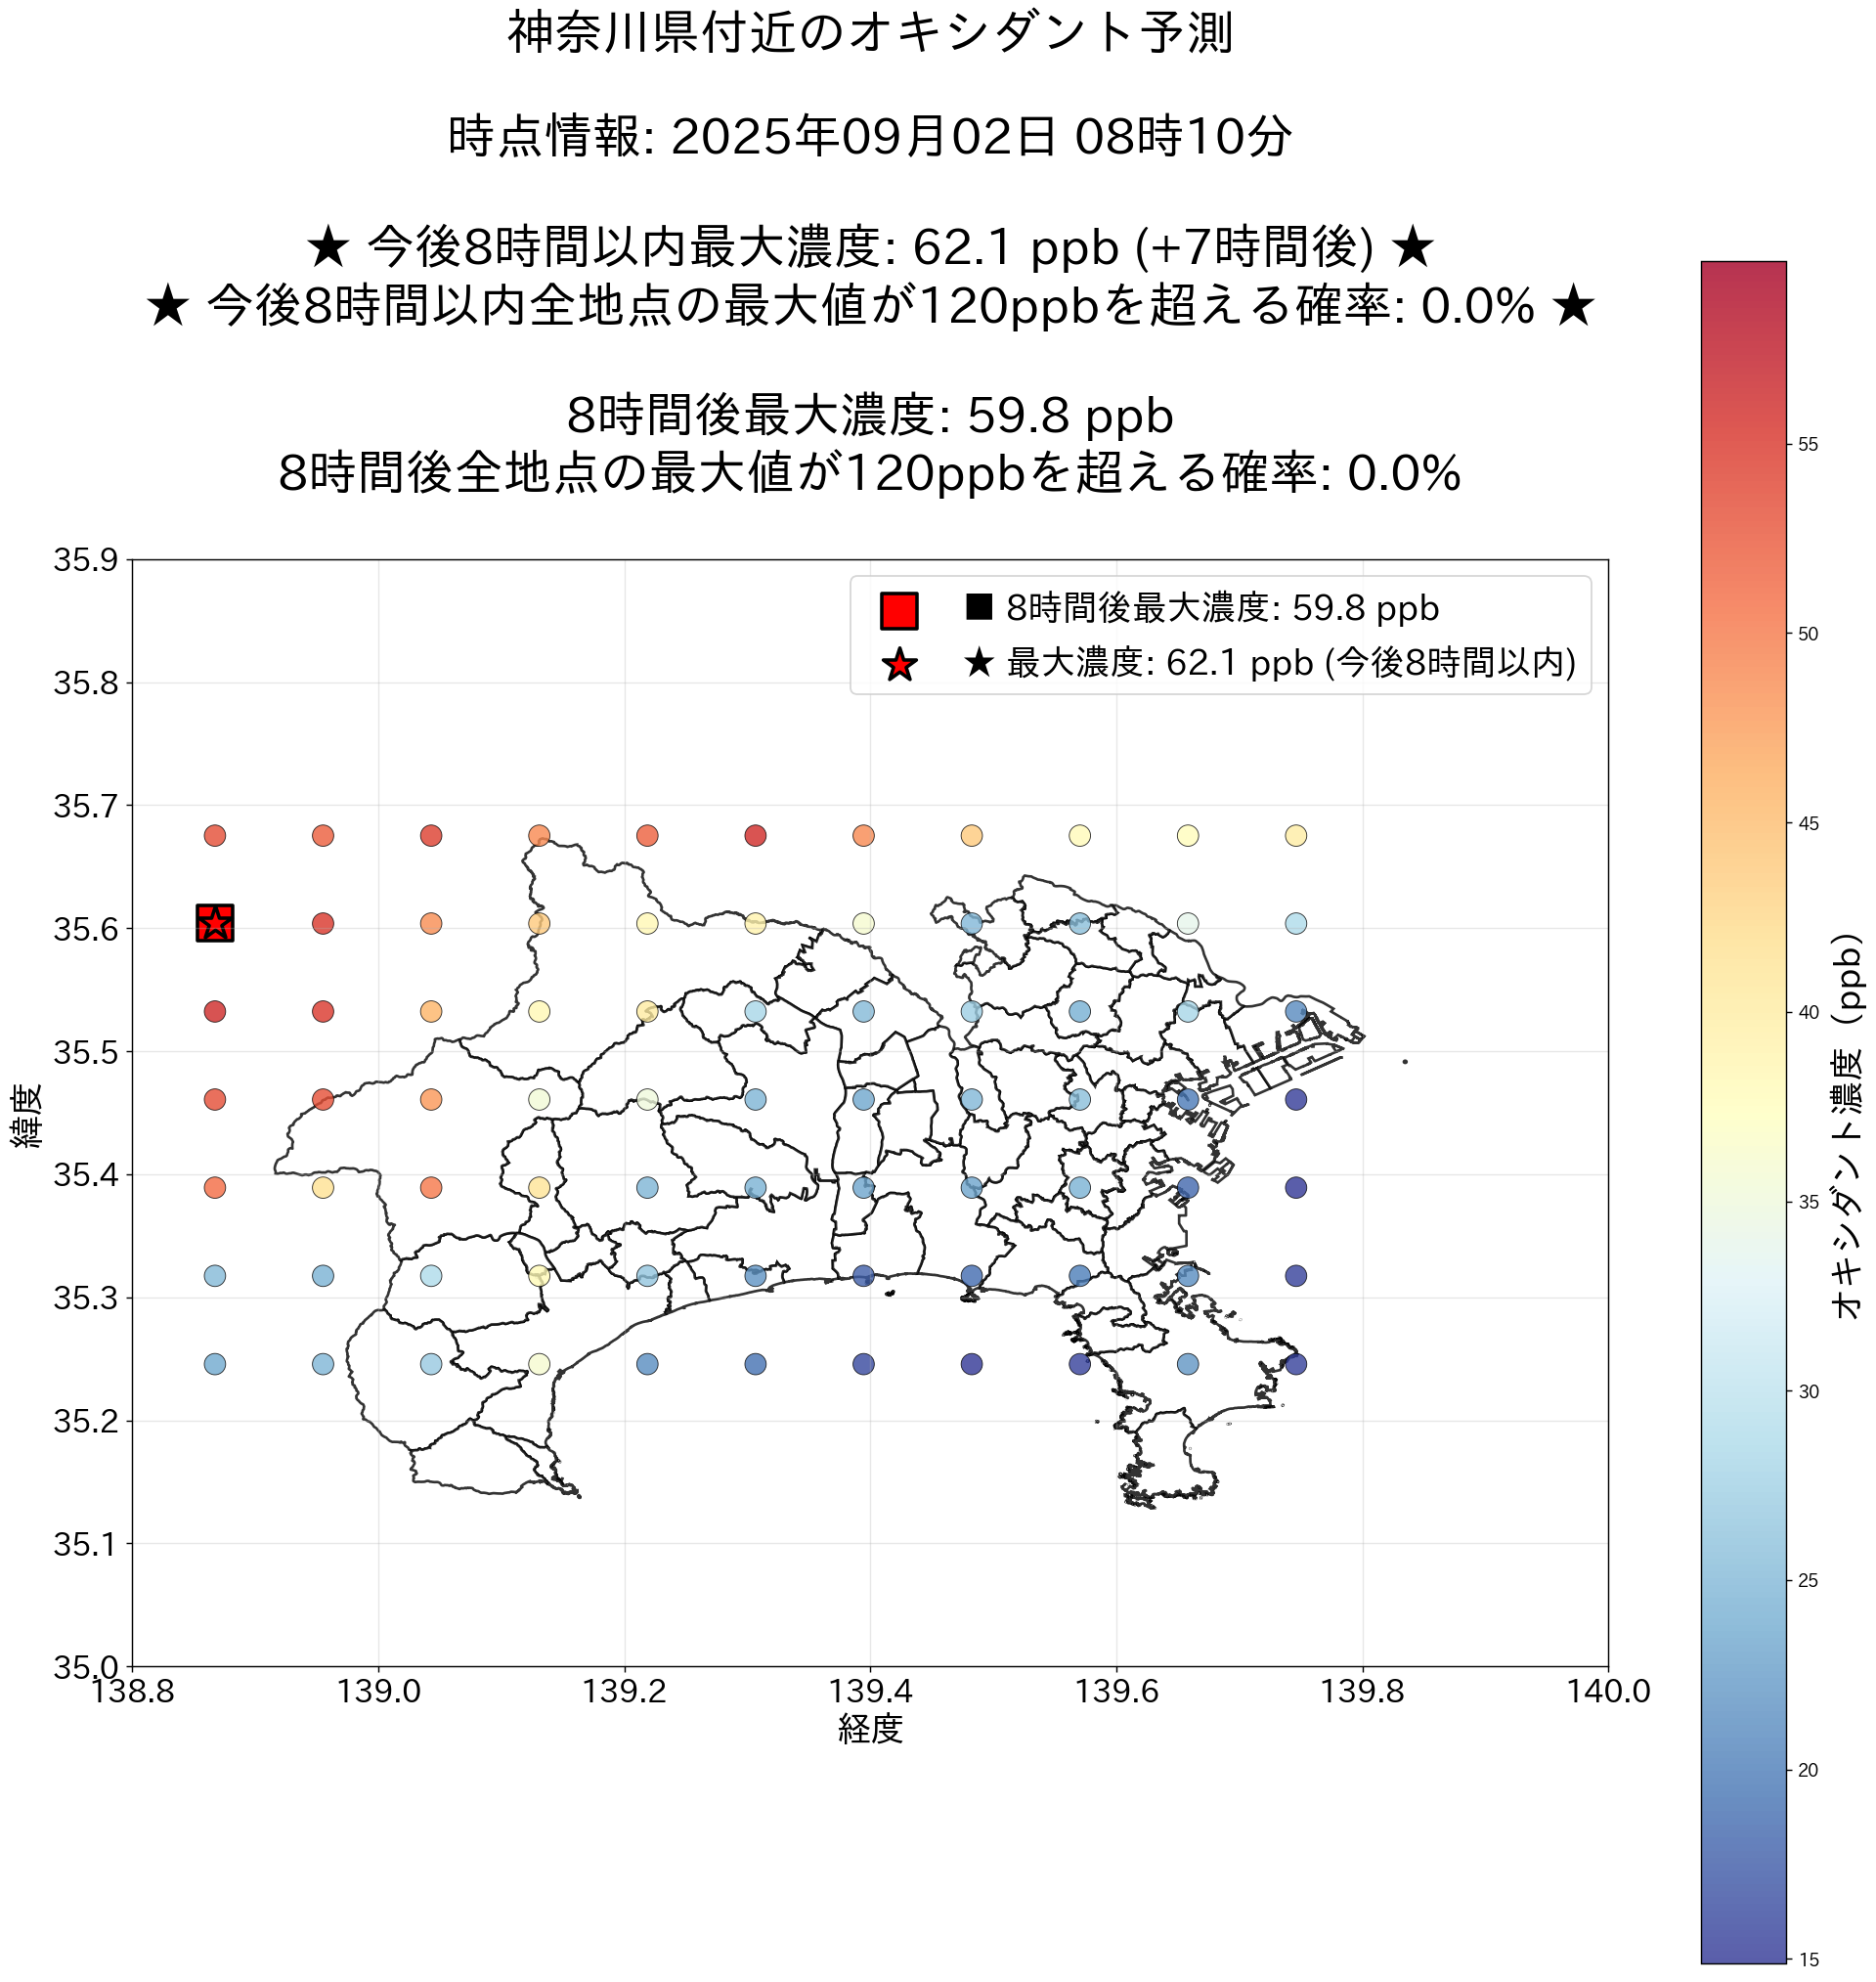 神奈川県付近のオキシダント予測
時点情報: 2025年09月02日 08時10分
★ 今後8時間以内最大濃度: 62.1 ppb (+7時間後) ★
★ 今後8時間以内全地点の最大値が120ppbを超える確率: 0.0% ★
8時間後最大濃度: 59.8 ppb
8時間後全地点の最大値が120ppbを超える確率: 0.0%
■ 8時間後最大濃度: 59.8 ppb
★ 最大濃度: 62.1 ppb (今後8時間以内)
35.9
35.8
35.7
35.6
35.5
35.4
35.3
35.2
35.1
35.0
緯度
138.8
139.0
139.2
139.4
139.6
139.8
140.0
経度
55
50
45
40
35
30
25
20
15
オキシダント濃度 (ppb)